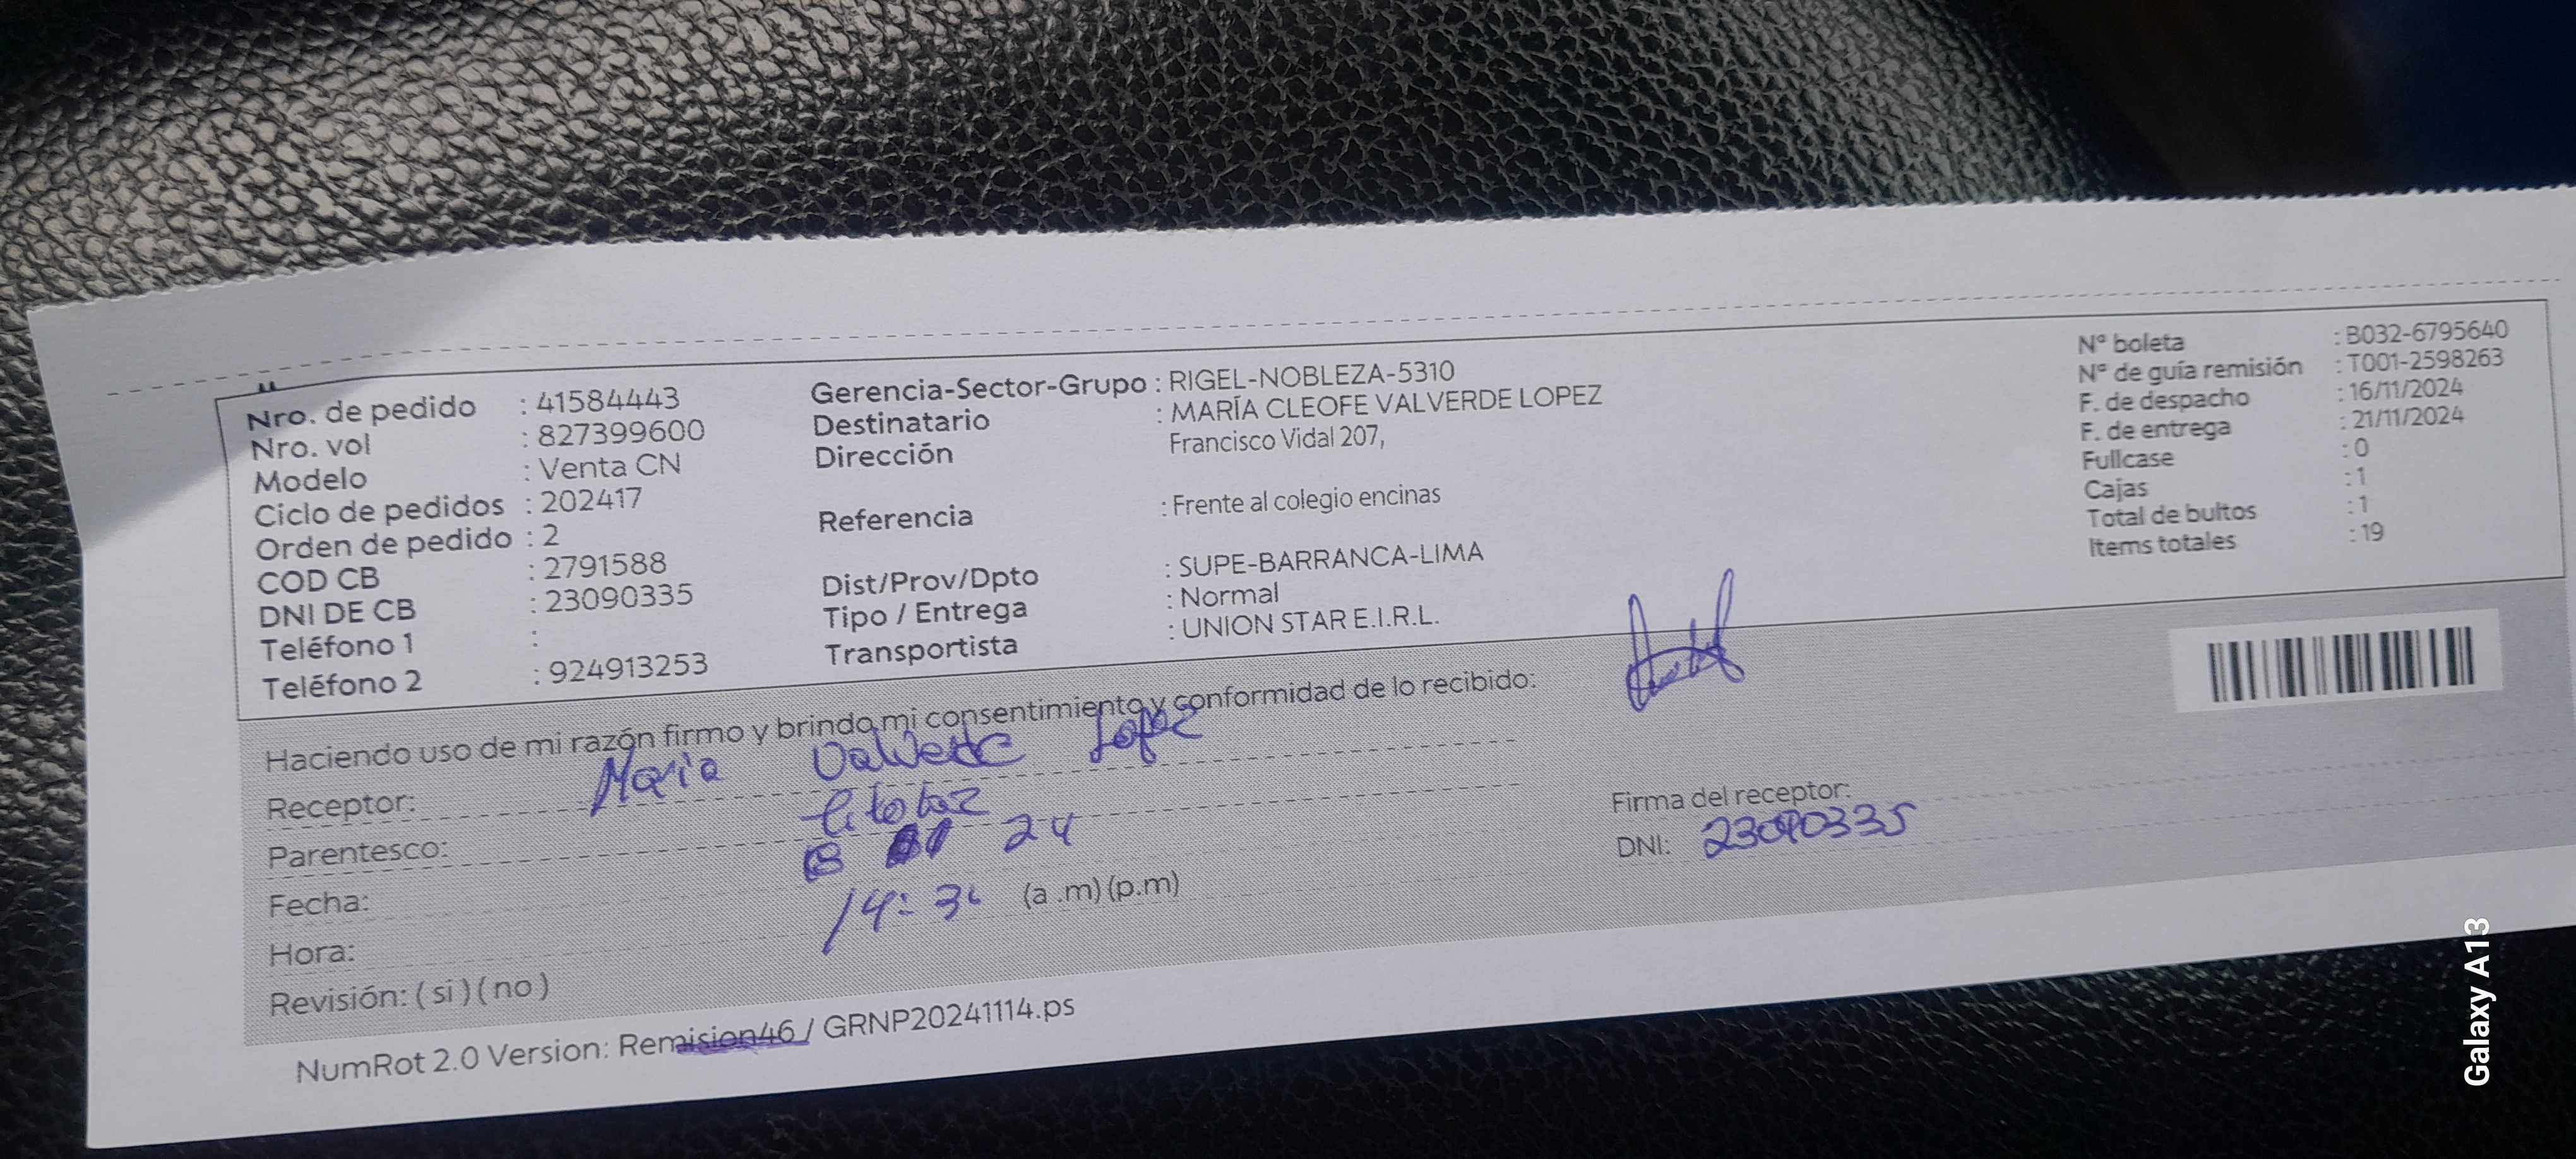 Nro. de pedido : 41584443
Nro. vol : 827399600
Modelo : Venta CN
Ciclo de pedidos : 202417
Orden de pedido : 2
COD CB : 2791588
DNI DE CB : 23090335
Teléfono 1 :
Teléfono 2 : 924913253
Gerencia-Sector-Grupo : RIGEL-NOBLEZA-5310
Destinatario : MARÍA CLEOFE VALVERDE LOPEZ
Dirección Francisco Vidal 207,
Referencia : Frente al colegio encinas
Dist/Prov/Dpto : SUPE-BARRANCA-LIMA
Tipo / Entrega : Normal
Transportista : UNION STAR E.I.R.L.
N° boleta : B032-6795640
N° de guía remisión : T001-2598263
F. de despacho : 16/11/2024
F. de entrega : 21/11/2024
Fullcase : 0
Cajas : 1
Total de bultos : 1
Items totales : 19
Haciendo uso de mi razón firmo y brindo mi consentimiento y conformidad de lo recibido:
Receptor: Maria Valverde Lopez
Parentesco:
Fecha: 24
Hora: 14: (a .m) (p.m)
Revisión: ( si ) ( no )
Firma del receptor:
DNI: 23090335
NumRot 2.0 Version: Remision46 / GRNP20241114.ps
Galaxy A13